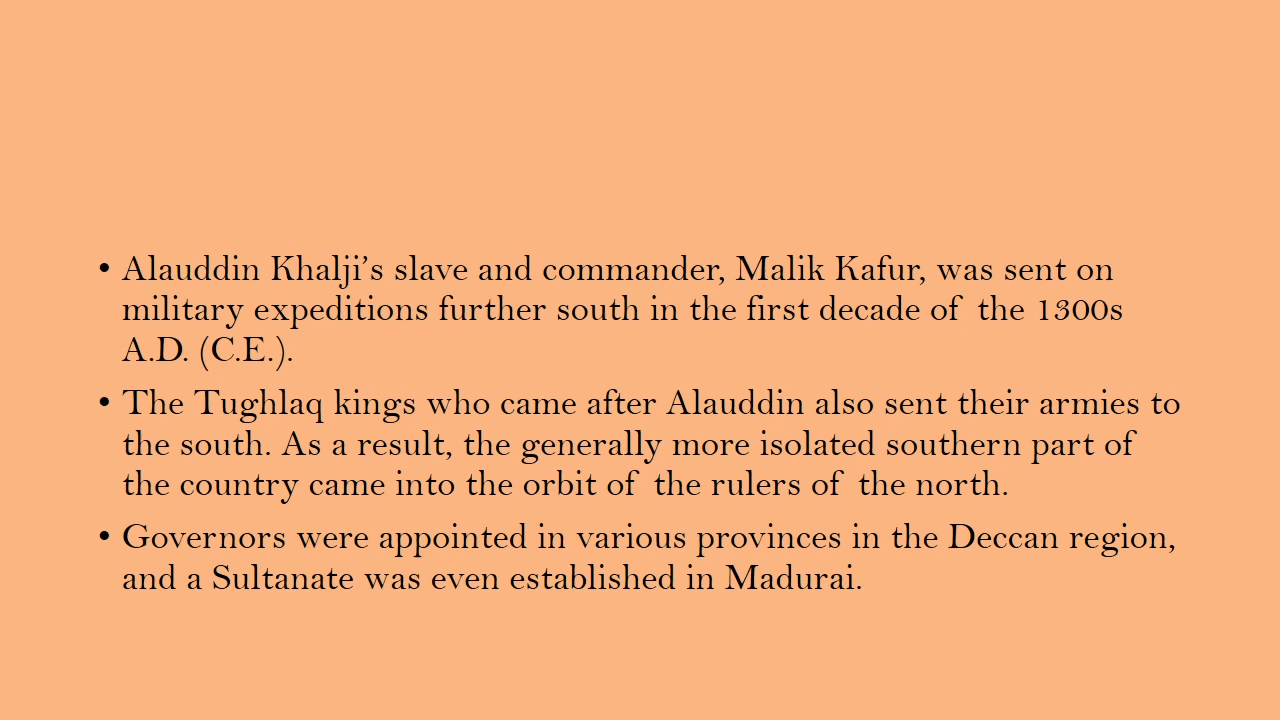 • Alauddin Khalji’s slave and commander, Malik Kafur, was sent on
military expeditions further south in the first decade of  the 1300s
A.D. (C.E.).
• The Tughlaq kings who came after Alauddin also sent their armies to
the south. As a result, the generally more isolated southern part of
the country came into the orbit of  the rulers of  the north.
• Governors were appointed in various provinces in the Deccan region,
and a Sultanate was even established in Madurai.